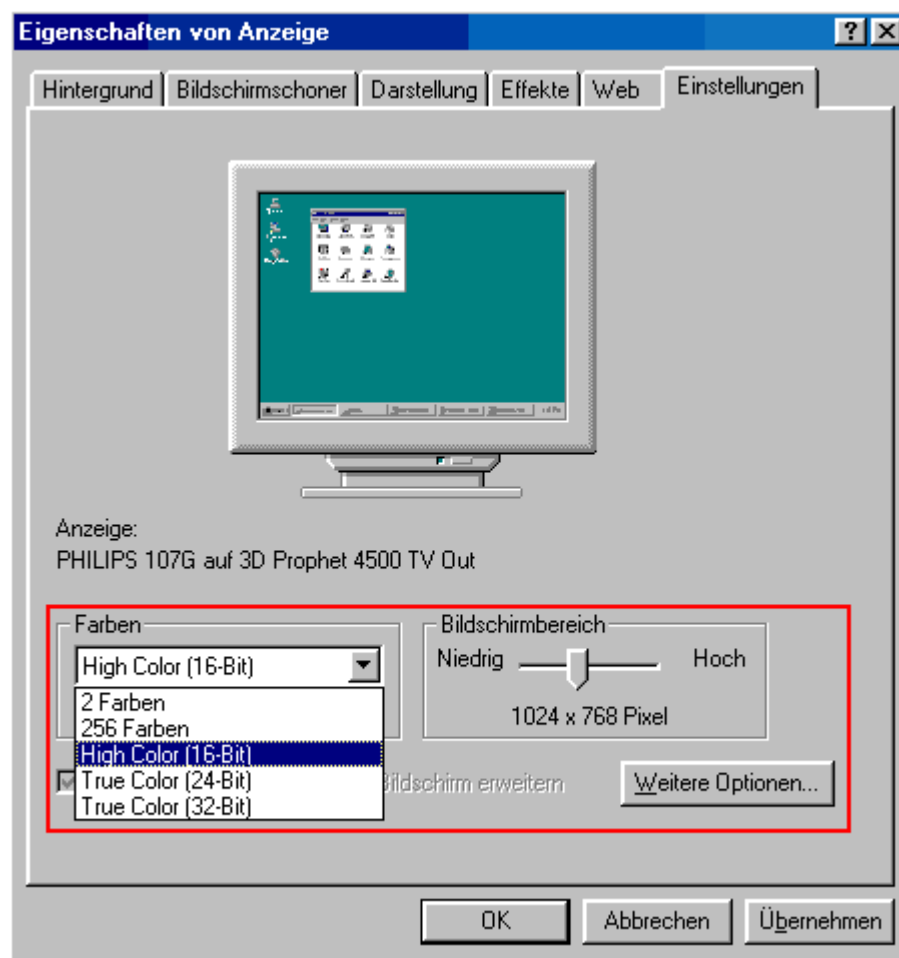 Eigenschaften von Anzeige
Hintergrund Bildschirmschoner Darstellung Effekte Web Einstellungen
Anzeige:
PHILIPS 107G auf 3D Prophet 4500 TV Out
Farben
High Color (16-Bit)
2 Farben
256 Farben
High Color (16-Bit)
True Color (24-Bit)
True Color (32-Bit)
Bildschirmbereich
Niedrig Hoch
1024 x 768 Pixel
Bildschirm erweitern
Weitere Optionen...
OK Abbrechen Übernehmen